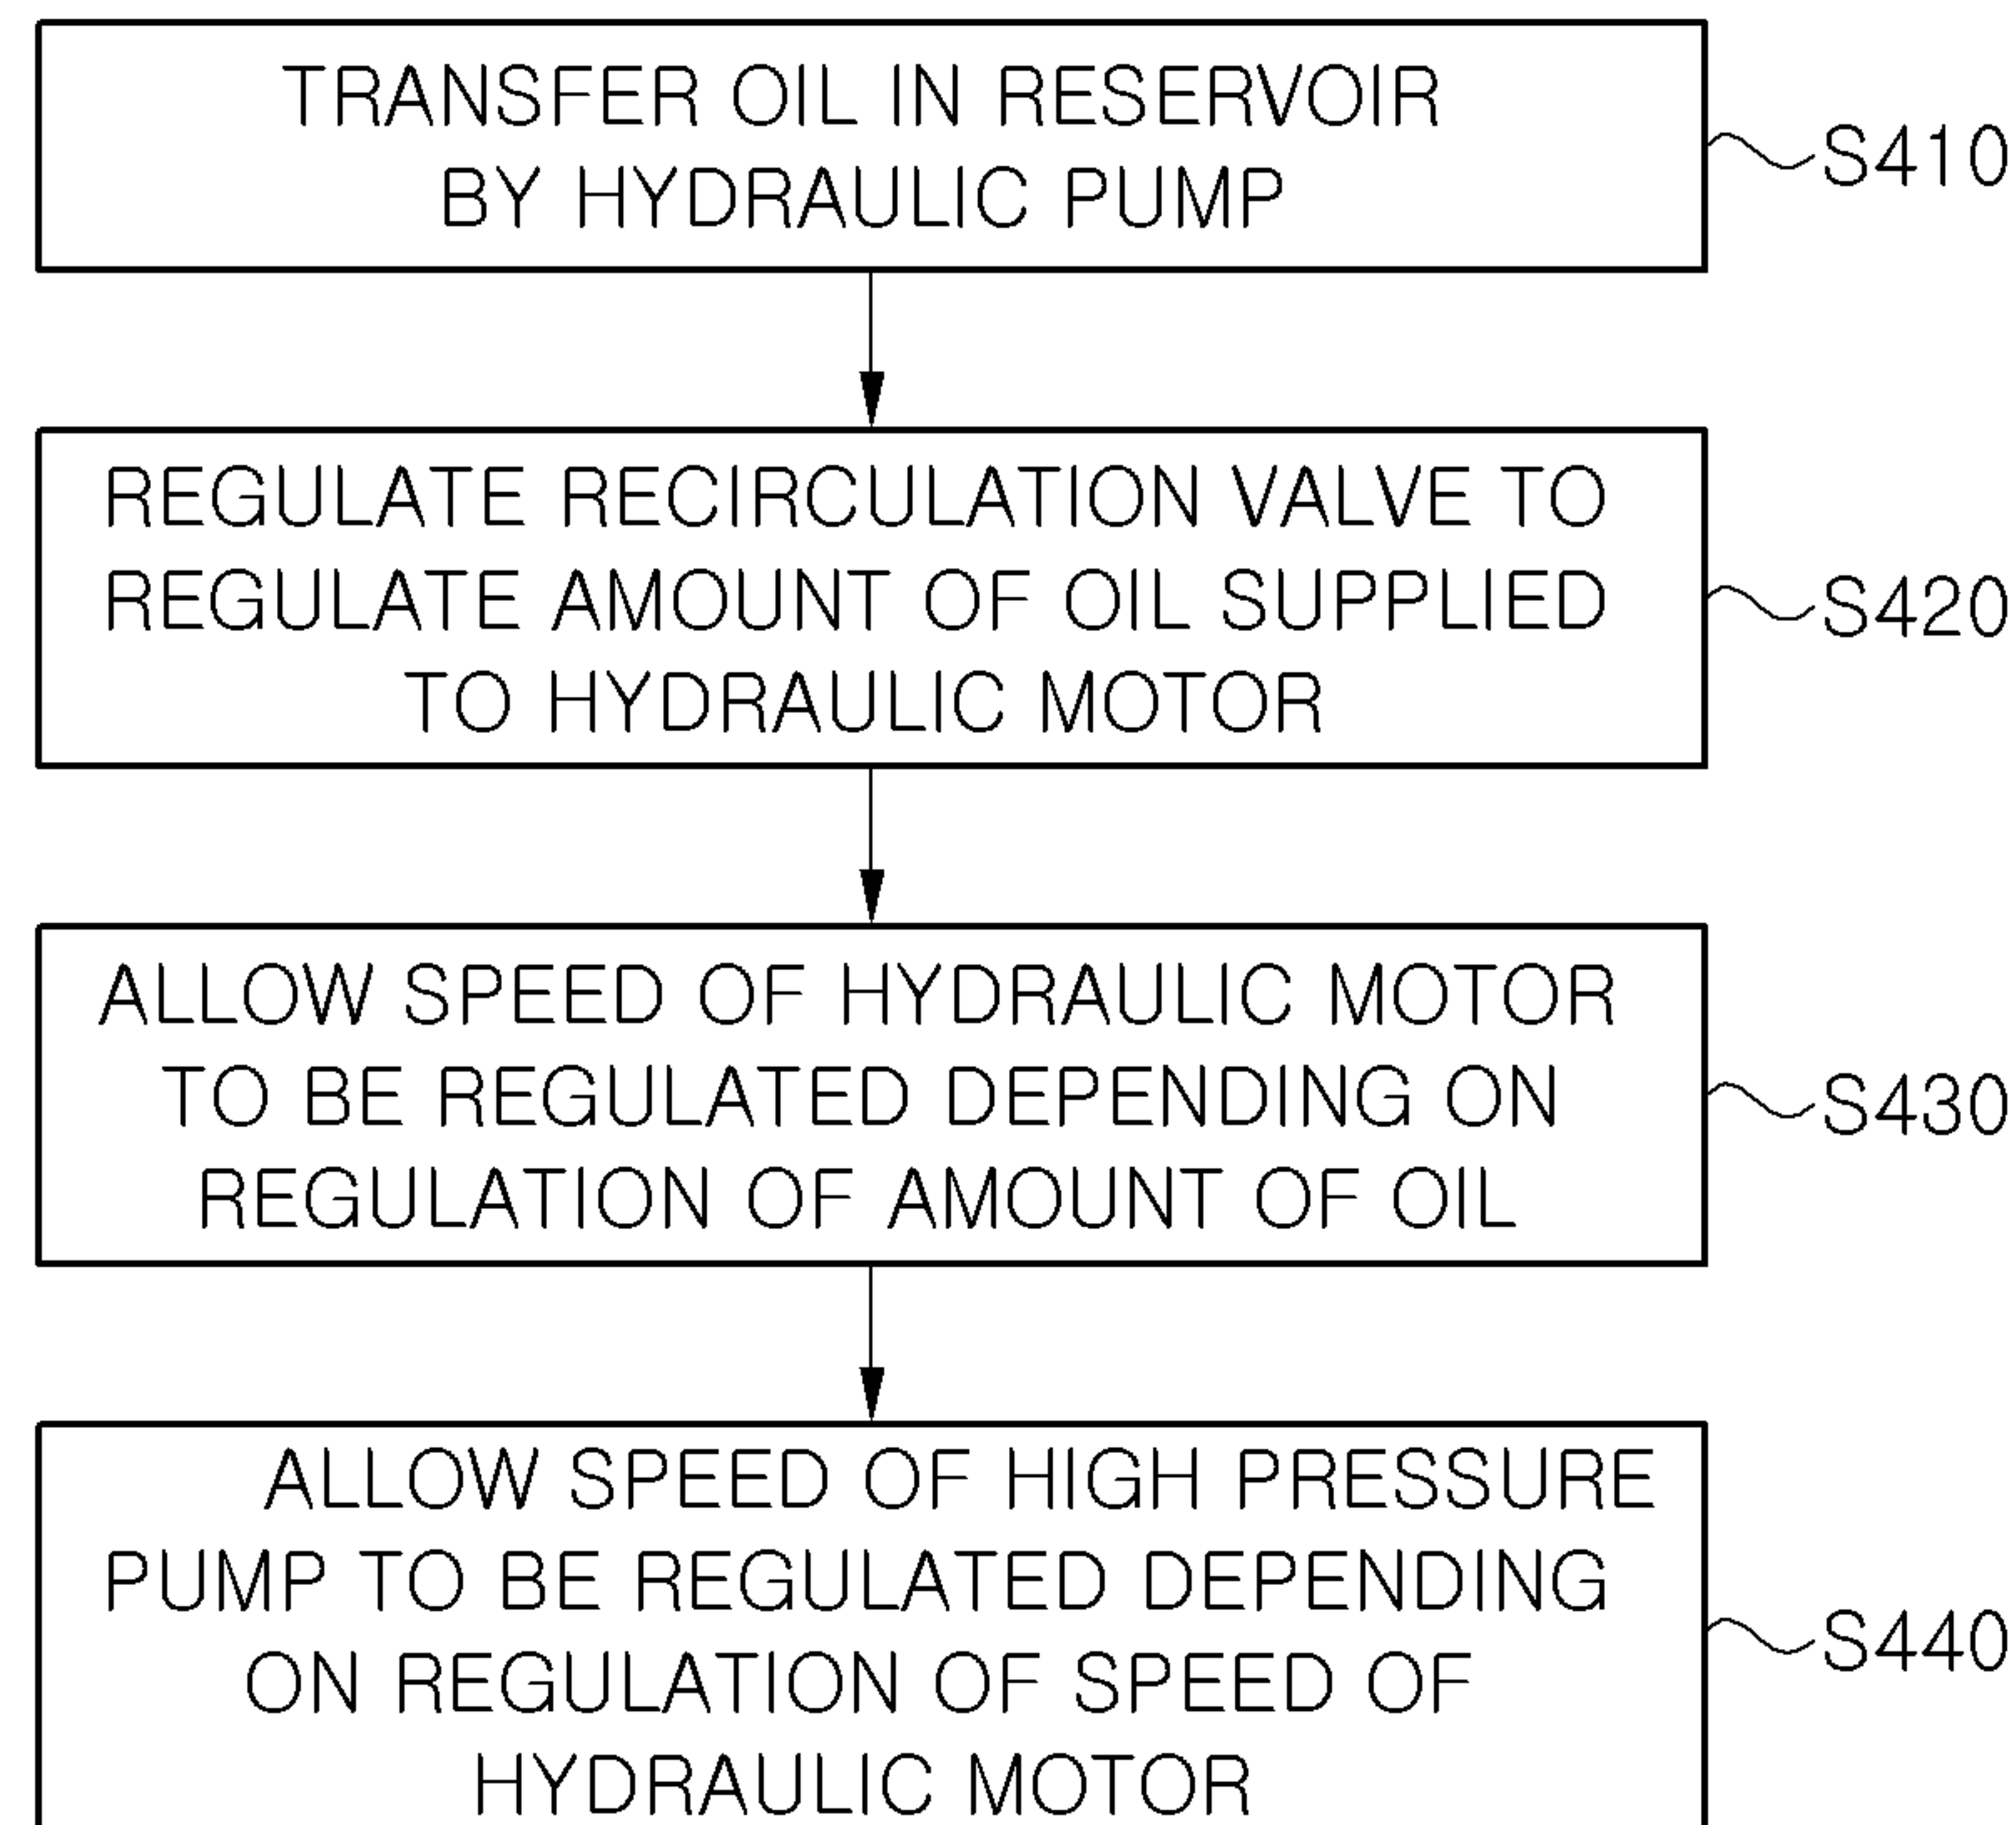 TRANSFER OIL IN RESERVOIR
BY HYDRAULIC PUMP
S410
REGULATE RECIRCULATION VALVE TO
REGULATE AMOUNT OF OIL SUPPLIED
TO HYDRAULIC MOTOR
S420
ALLOW SPEED OF HYDRAULIC MOTOR
TO BE REGULATED DEPENDING ON
REGULATION OF AMOUNT OF OIL
S430
ALLOW SPEED OF HIGH PRESSURE
PUMP TO BE REGULATED DEPENDING
ON REGULATION OF SPEED OF
HYDRAULIC MOTOR
S440